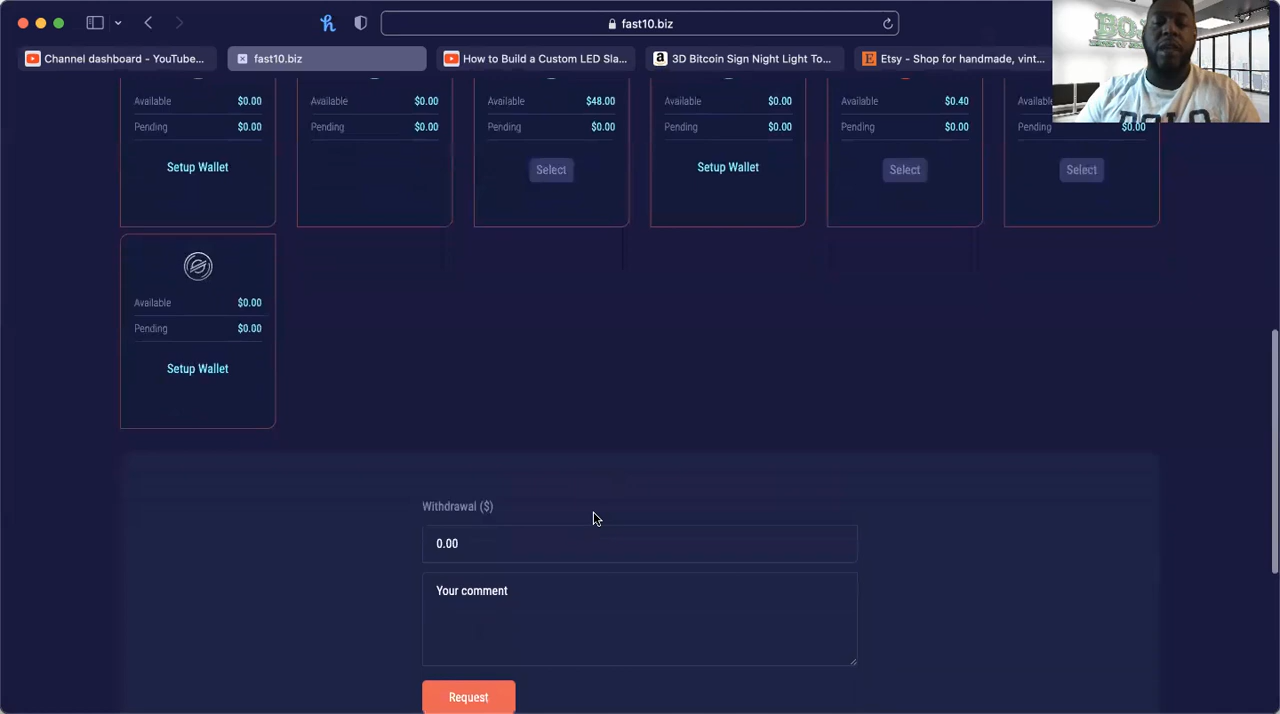 fast10.biz
Channel dashboard - YouTube...
fast10.biz
How to Build a Custom LED Sla...
3D Bitcoin Sign Night Light To...
Etsy - Shop for handmade, vint...
Available $0.00
Pending $0.00
Setup Wallet
Available $0.00
Pending $0.00
Available $48.00
Pending $0.00
Select
Available $0.00
Pending $0.00
Setup Wallet
Available $0.40
Pending $0.00
Select
Pending $0.00
Select
Available $0.00
Pending $0.00
Setup Wallet
Withdrawal ($)
0.00
Your comment
Request